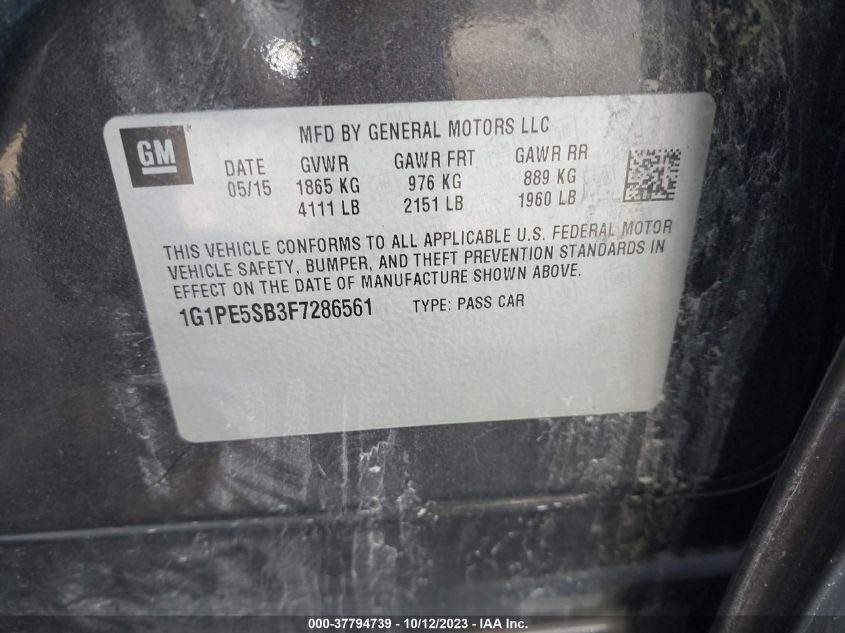 GM
MFD BY GENERAL MOTORS LLC
DATE GVWR GAWR FRT GAWR RR
05/15 1865 KG 976 KG 889 KG
4111 LB 2151 LB 1960 LB
THIS VEHICLE CONFORMS TO ALL APPLICABLE U.S. FEDERAL MOTOR
VEHICLE SAFETY, BUMPER, AND THEFT PREVENTION STANDARDS IN
EFFECT ON THE DATE OF MANUFACTURE SHOWN ABOVE.
1G1PE5SB3F7286561 TYPE: PASS CAR
000-37794739 - 10/12/2023 - IAA Inc.